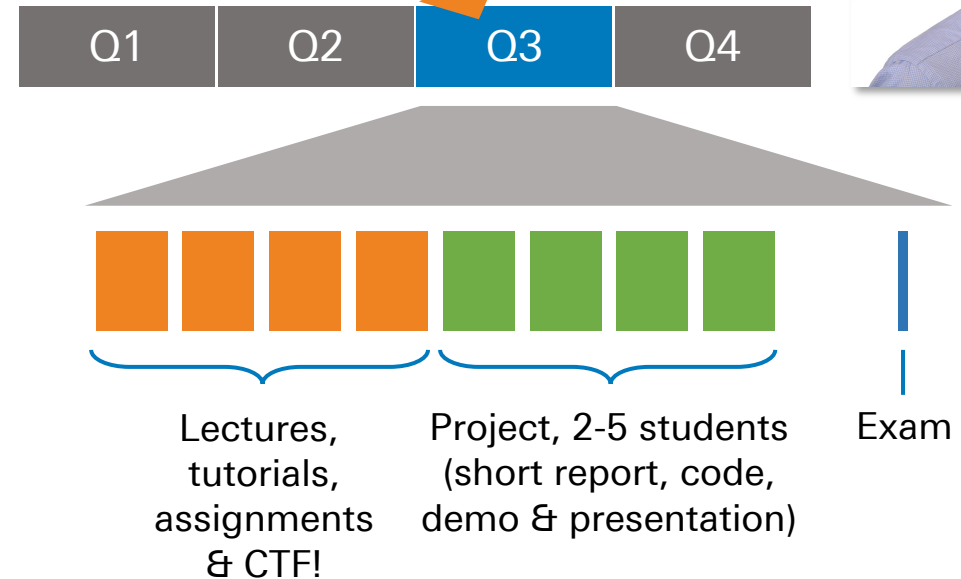 Q1 Q2 Q3 Q4
Lectures,
tutorials,
assignments
& CTF!
Project, 2-5 students
(short report, code,
demo & presentation)
Exam